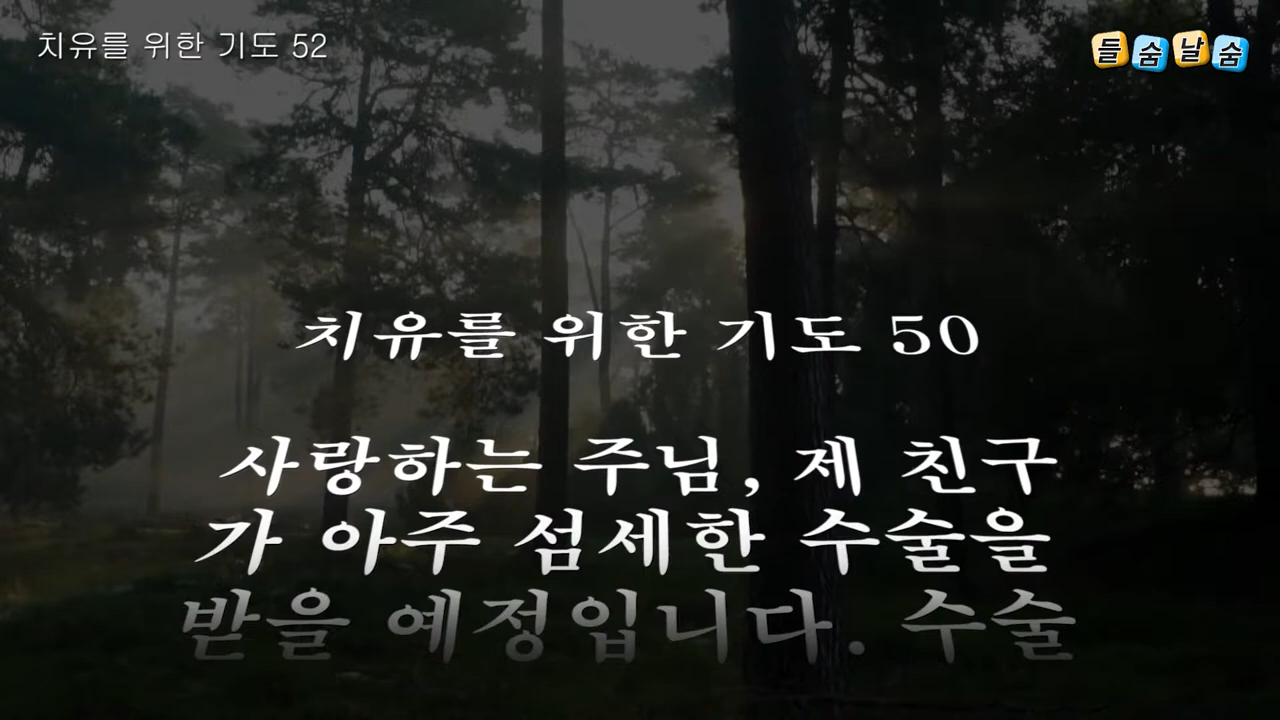 치유를 위한 기도 52
들숨날숨
치유를 위한 기도 50
사랑하는 주님, 제 친구
가 아주 섬세한 수술을
받을 예정입니다. 수술